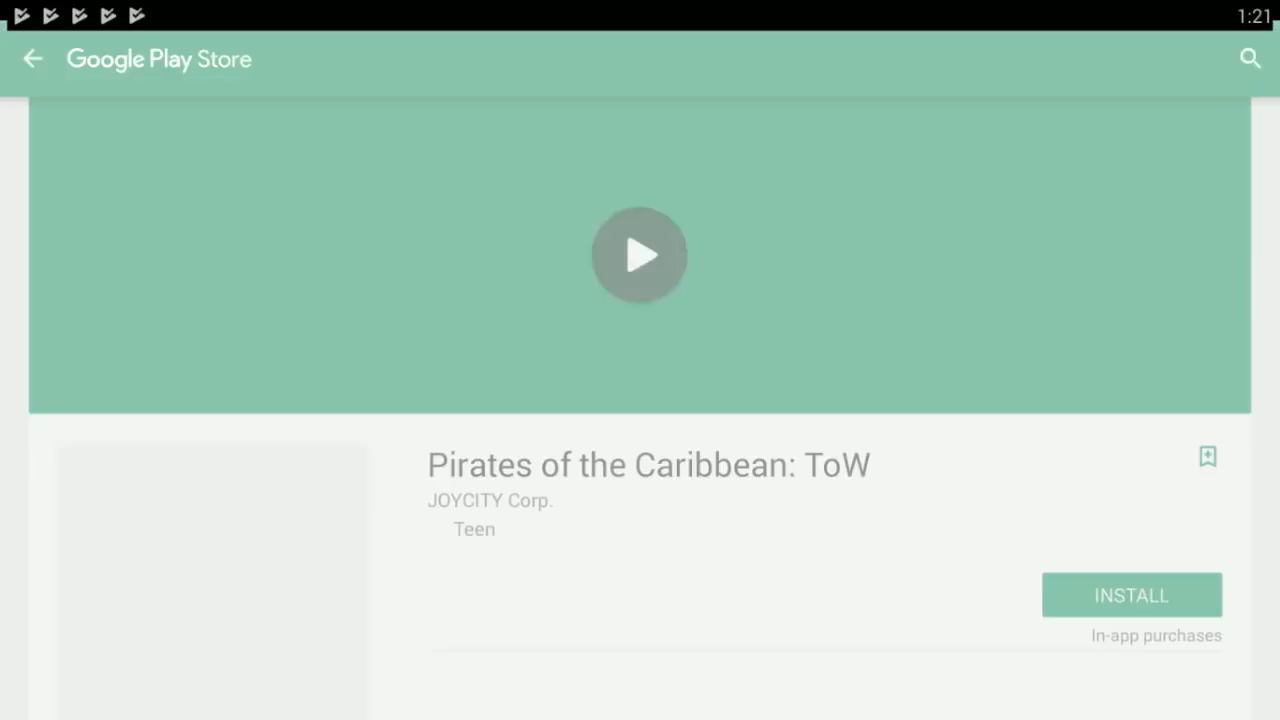 1:21
Google Play Store
Pirates of the Caribbean: ToW
JOYCITY Corp.
Teen
INSTALL
In-app purchases